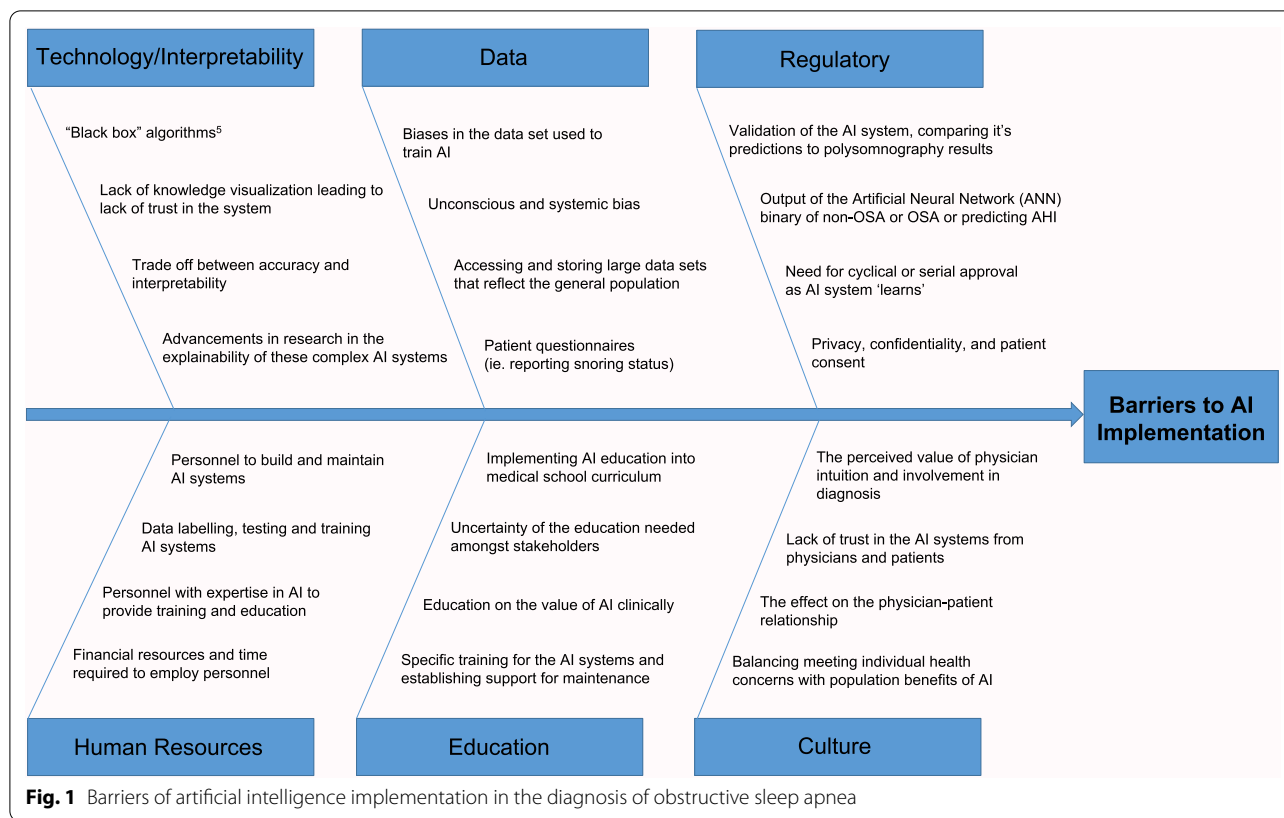 Technology/Interpretability
"Black box" algorithms⁵
Lack of knowledge visualization leading to
lack of trust in the system
Trade off between accuracy and
interpretability
Advancements in research in the
explainability of these complex AI systems
Data
Biases in the data set used to
train AI
Unconscious and systemic bias
Accessing and storing large data sets
that reflect the general population
Patient questionnaires
(ie. reporting snoring status)
Regulatory
Validation of the AI system, comparing it's
predictions to polysomnography results
Output of the Artificial Neural Network (ANN)
binary of non-OSA or OSA or predicting AHI
Need for cyclical or serial approval
as AI system 'learns'
Privacy, confidentiality, and patient
consent
Barriers to AI
Implementation
Personnel to build and maintain
AI systems
Data labelling, testing and training
AI systems
Personnel with expertise in AI to
provide training and education
Financial resources and time
required to employ personnel
Human Resources
Implementing AI education into
medical school curriculum
Uncertainty of the education needed
amongst stakeholders
Education on the value of AI clinically
Specific training for the AI systems and
establishing support for maintenance
Education
The perceived value of physician
intuition and involvement in
diagnosis
Lack of trust in the AI systems from
physicians and patients
The effect on the physician-patient
relationship
Balancing meeting individual health
concerns with population benefits of AI
Culture
Fig. 1 Barriers of artificial intelligence implementation in the diagnosis of obstructive sleep apnea